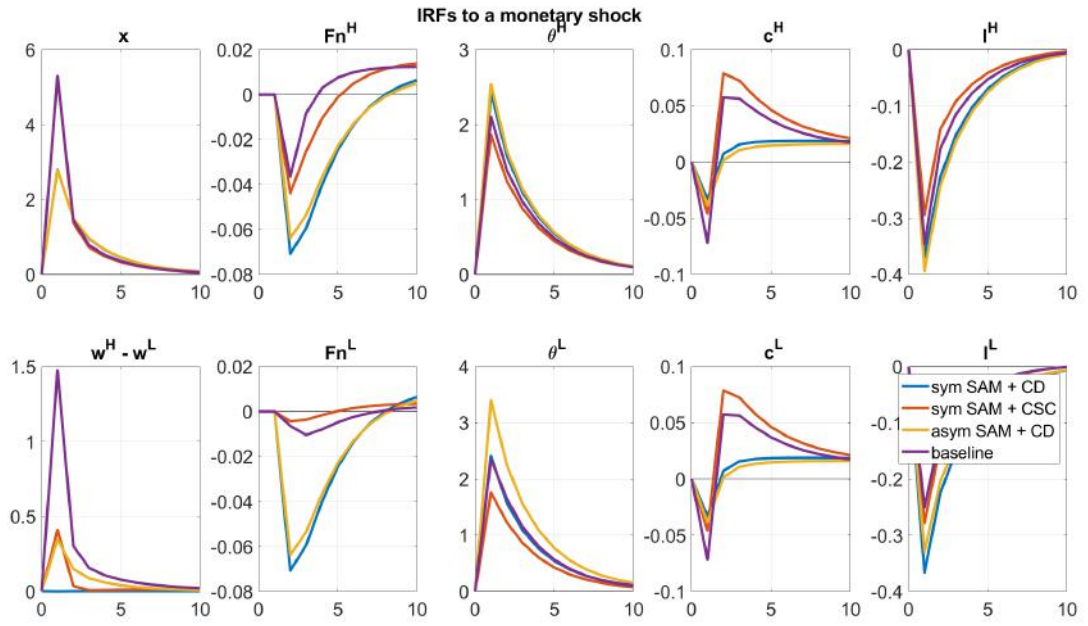 IRFs to a monetary shock
x
Fn^H
θ^H
c^H
l^H
6
4
2
0
0 5 10
0.02
0
-0.02
-0.04
-0.06
-0.08
0 5 10
3
2
1
0
0 5 10
0.1
0.05
0
-0.05
-0.1
0 5 10
0
-0.1
-0.2
-0.3
-0.4
0 5 10
w^H - w^L
Fn^L
θ^L
c^L
l^L
1.5
1
0.5
0
0 5 10
0.02
0
-0.02
-0.04
-0.06
-0.08
0 5 10
4
3
2
1
0
0 5 10
0.1
0.05
0
-0.05
-0.1
0 5 10
0
-0.2
-0.3
-0.4
0 5 10
sym SAM + CD
sym SAM + CSC
asym SAM + CD
baseline